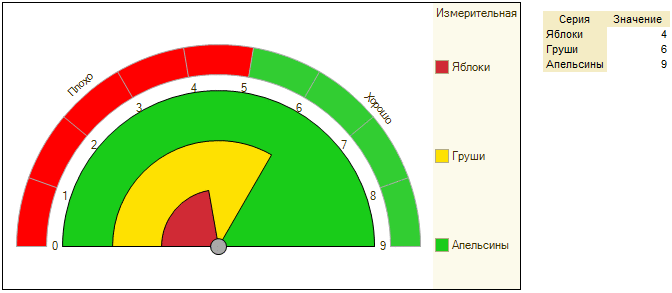 Измерительная
Плохо
Хорошо
0
1
2
3
4
5
6
7
8
9
Яблоки
Груши
Апельсины
Серия Значение
Яблоки 4
Груши 6
Апельсины 9